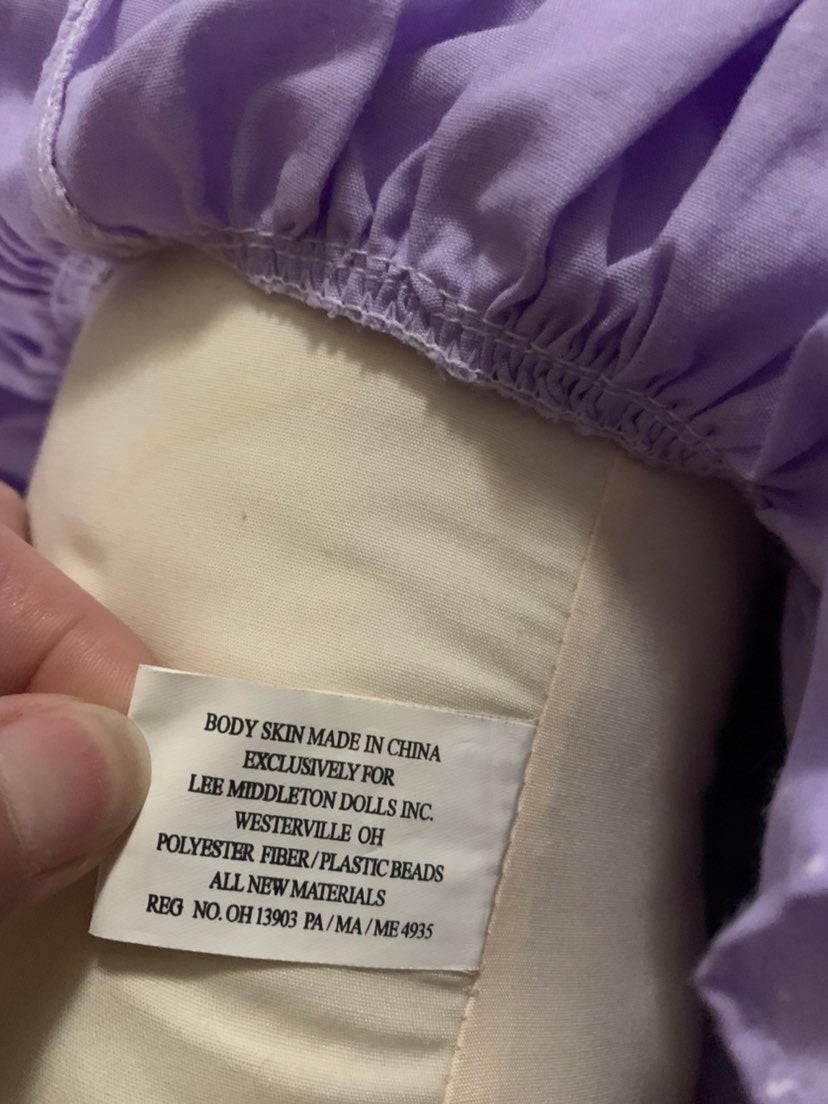 BODY SKIN MADE IN CHINA
EXCLUSIVELY FOR
LEE MIDDLETON DOLLS INC.
WESTERVILLE OH
POLYESTER FIBER/PLASTIC BEADS
ALL NEW MATERIALS
REG NO. OH 13903 PA/MA/ME 4935